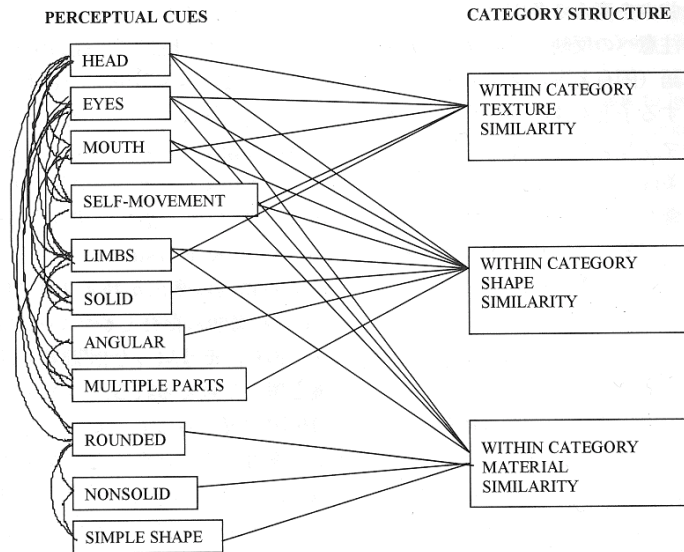 PERCEPTUAL CUES
CATEGORY STRUCTURE
HEAD
EYES
MOUTH
SELF-MOVEMENT
LIMBS
SOLID
ANGULAR
MULTIPLE PARTS
ROUNDED
NONSOLID
SIMPLE SHAPE
WITHIN CATEGORY
TEXTURE
SIMILARITY
WITHIN CATEGORY
SHAPE
SIMILARITY
WITHIN CATEGORY
MATERIAL
SIMILARITY